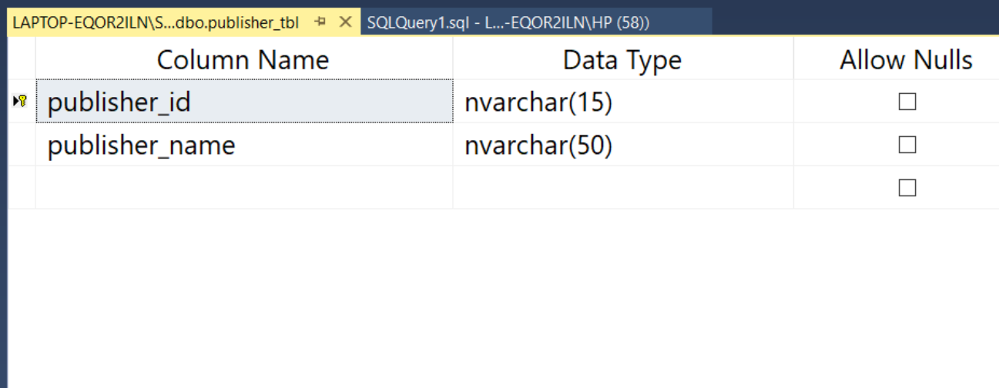 LAPTOP-EQOR2ILN\S...dbo.publisher_tbl SQLQuery1.sql - L...-EQOR2ILN\HP (58))
Column Name Data Type Allow Nulls
publisher_id nvarchar(15)
publisher_name nvarchar(50)